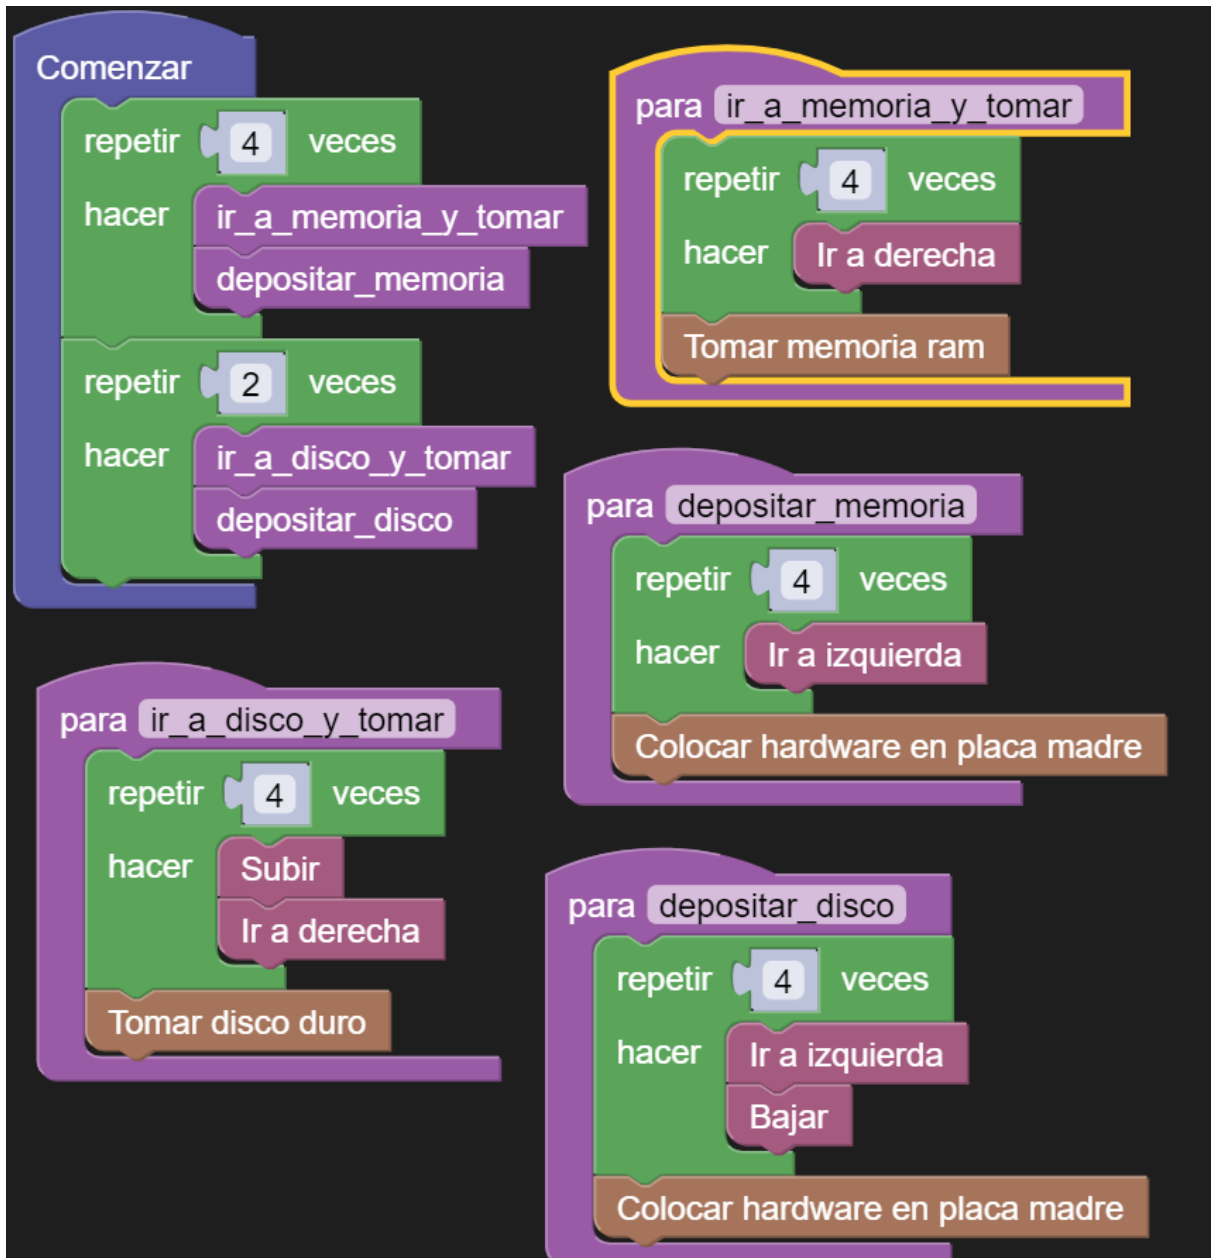 Comenzar
repetir 4 veces
hacer ir_a_memoria_y_tomar
depositar_memoria
repetir 2 veces
hacer ir_a_disco_y_tomar
depositar_disco
para ir_a_memoria_y_tomar
repetir 4 veces
hacer Ir a derecha
Tomar memoria ram
para depositar_memoria
repetir 4 veces
hacer Ir a izquierda
Colocar hardware en placa madre
para ir_a_disco_y_tomar
repetir 4 veces
hacer Subir
Ir a derecha
Tomar disco duro
para depositar_disco
repetir 4 veces
hacer Ir a izquierda
Bajar
Colocar hardware en placa madre